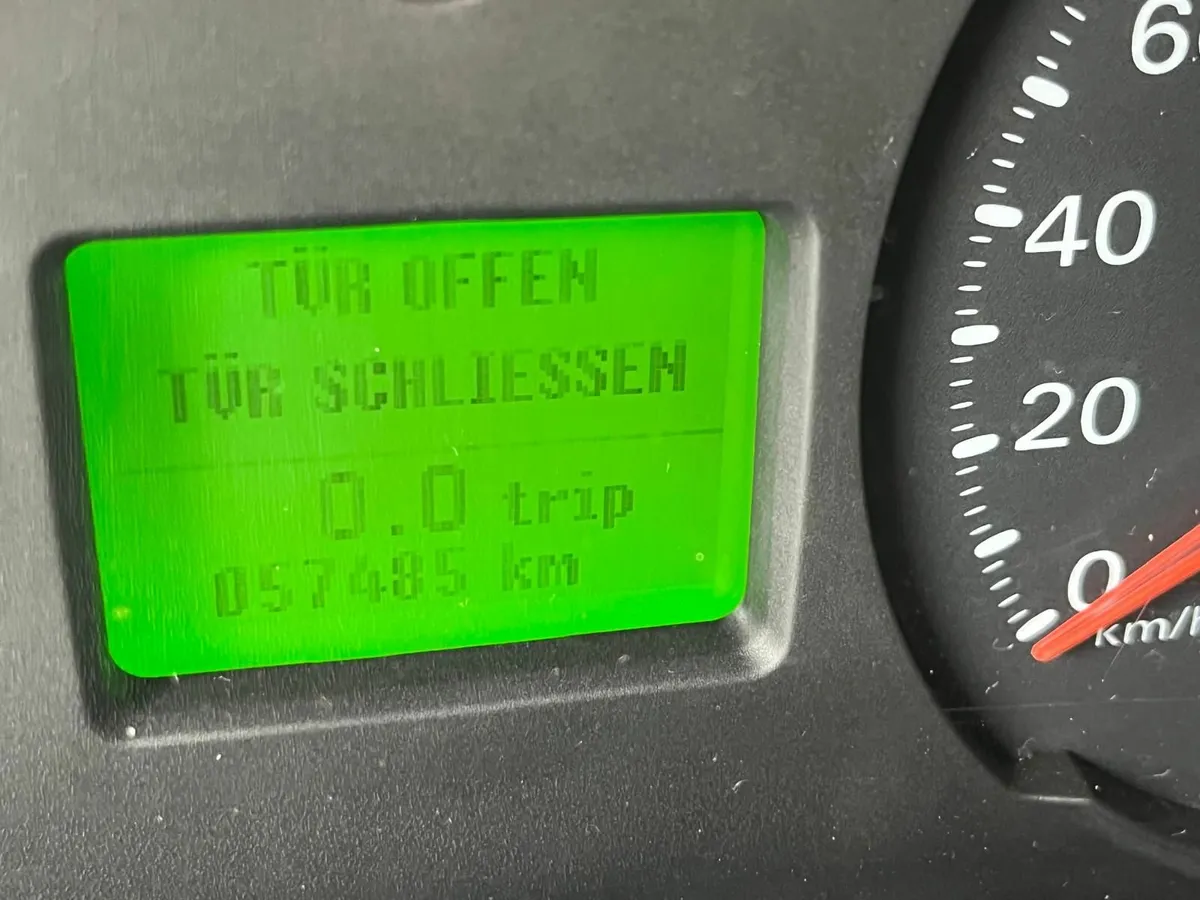 TÜR OFFEN
TÜR SCHLIESSEN
0.0 trip
057485 km
40
20
0
km/h